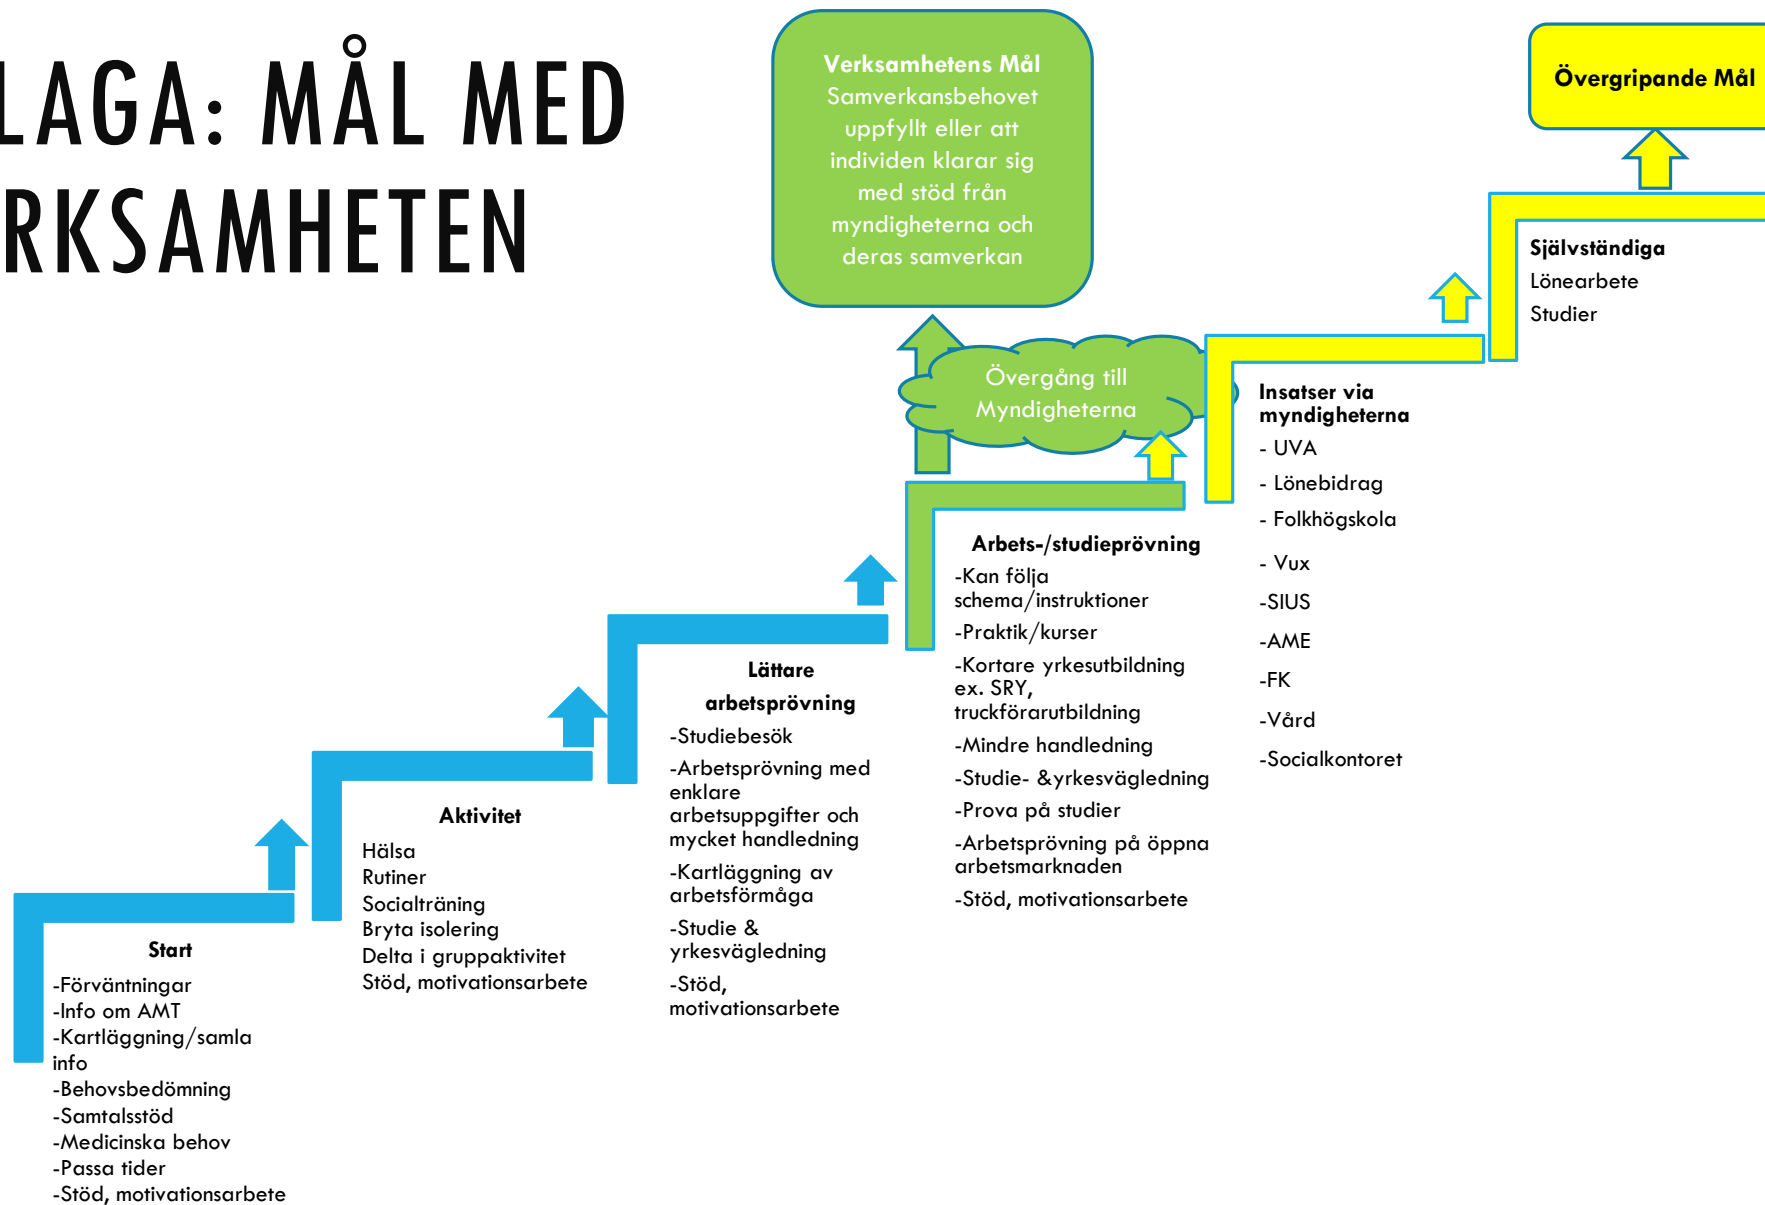 LAGA: MÅL MED
RKSAMHETEN
Verksamhetens Mål
Samverkansbehovet
uppfyllt eller att
individen klarar sig
med stöd från
myndigheterna och
deras samverkan
Övergripande Mål
Övergång till
Myndigheterna
Start
-Förväntningar
-Info om AMT
-Kartläggning/samla
info
-Behovsbedömning
-Samtalsstöd
-Medicinska behov
-Passa tider
-Stöd, motivationsarbete
Aktivitet
Hälsa
Rutiner
Socialträning
Bryta isolering
Delta i gruppaktivitet
Stöd, motivationsarbete
Lättare
arbetsprövning
-Studiebesök
-Arbetsprövning med
enklare
arbetsuppgifter och
mycket handledning
-Kartläggning av
arbetsförmåga
-Studie &
yrkesvägledning
-Stöd,
motivationsarbete
Arbets-/studieprövning
-Kan följa
schema/instruktioner
-Praktik/kurser
-Kortare yrkesutbildning
ex. SRY,
truckförarutbildning
-Mindre handledning
-Studie- &yrkesvägledning
-Prova på studier
-Arbetsprövning på öppna
arbetsmarknaden
-Stöd, motivationsarbete
Insatser via
myndigheterna
- UVA
- Lönebidrag
- Folkhögskola
- Vux
-SIUS
-AME
-FK
-Vård
-Socialkontoret
Självständiga
Lönearbete
Studier